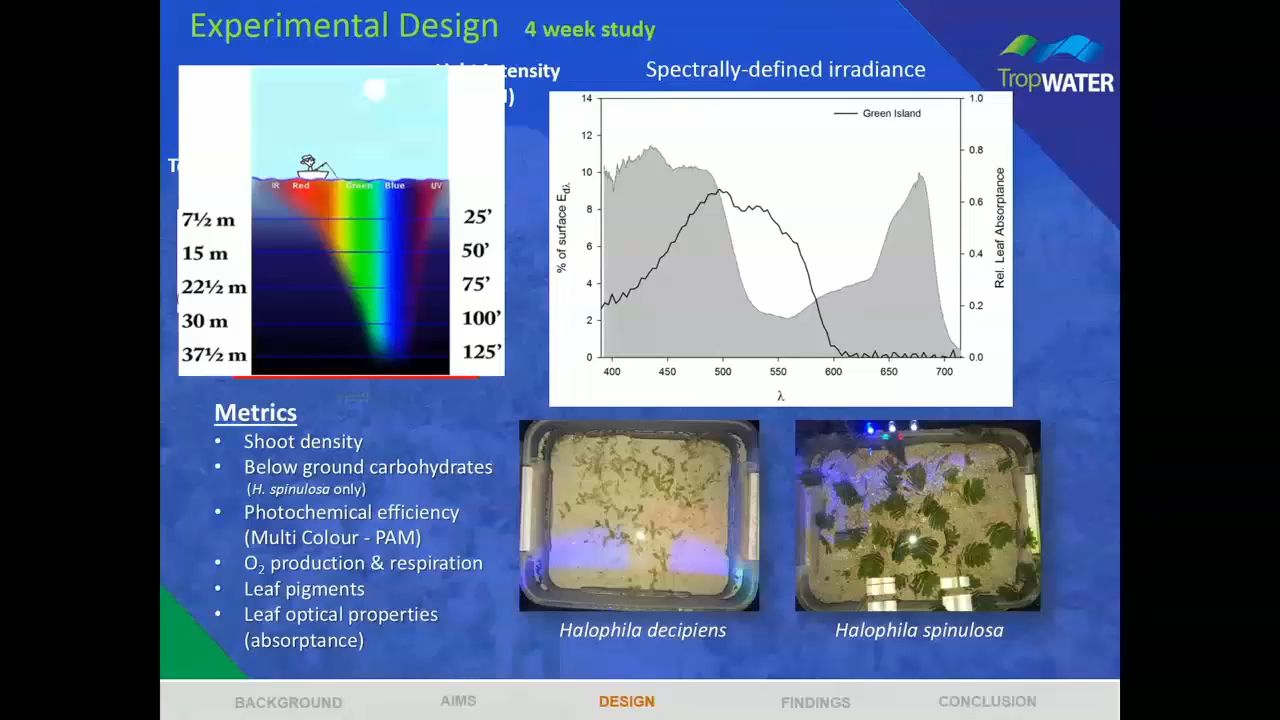 Experimental Design 4 week study
TropWATER
Spectrally-defined irradiance
IR Red Green Blue UV
7½ m 25’
15 m 50’
22½ m 75’
30 m 100’
37½ m 125’
Green Island
14
12
10
8
6
4
2
0
% of surface E₀λ
1.0
0.8
0.6
0.4
0.2
0.0
Rel. Leaf Absorptance
400 450 500 550 600 650 700
λ
Metrics
• Shoot density
• Below ground carbohydrates
(H. spinulosa only)
• Photochemical efficiency
(Multi Colour - PAM)
• O₂ production & respiration
• Leaf pigments
• Leaf optical properties
(absorptance)
Halophila decipiens
Halophila spinulosa
BACKGROUND AIMS DESIGN FINDINGS CONCLUSION